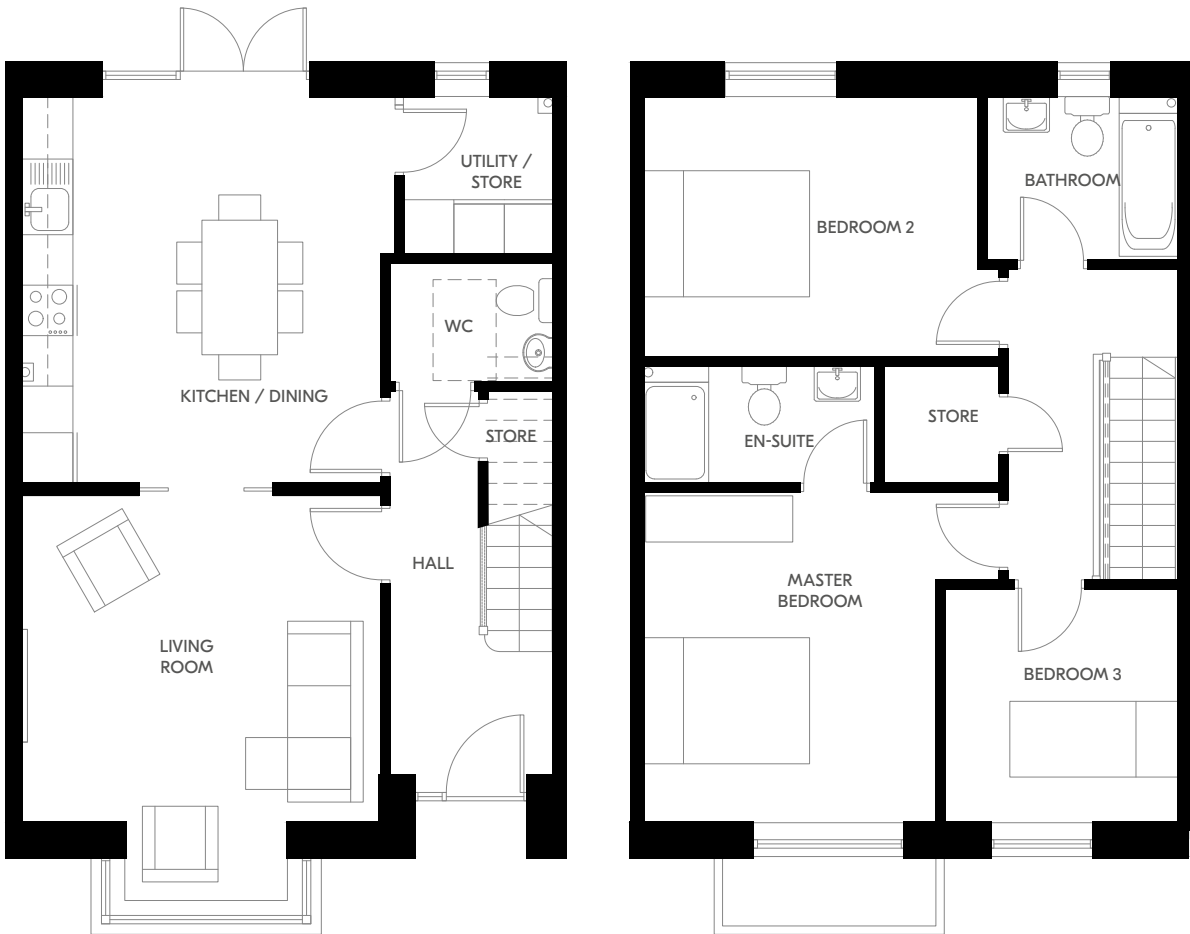 UTILITY /
STORE
WC
KITCHEN / DINING
STORE
HALL
LIVING
ROOM
BATHROOM
BEDROOM 2
STORE
EN-SUITE
MASTER
BEDROOM
BEDROOM 3